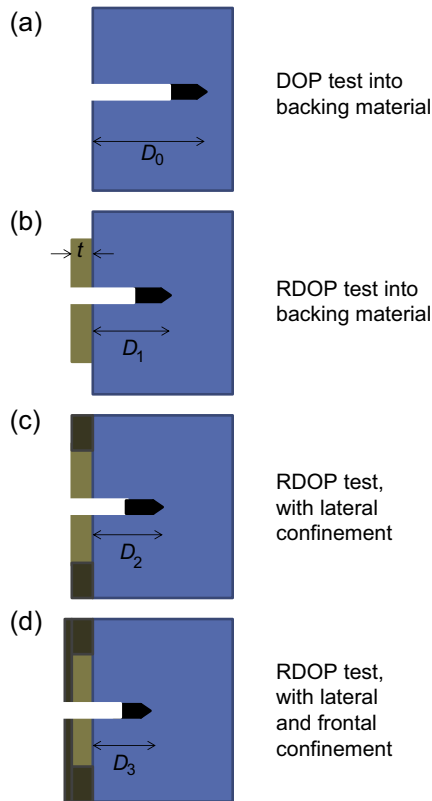 (a)
DOP test into
backing material
D0
(b)
t
RDOP test into
backing material
D1
(c)
RDOP test,
with lateral
confinement
D2
(d)
RDOP test,
with lateral
and frontal
confinement
D3